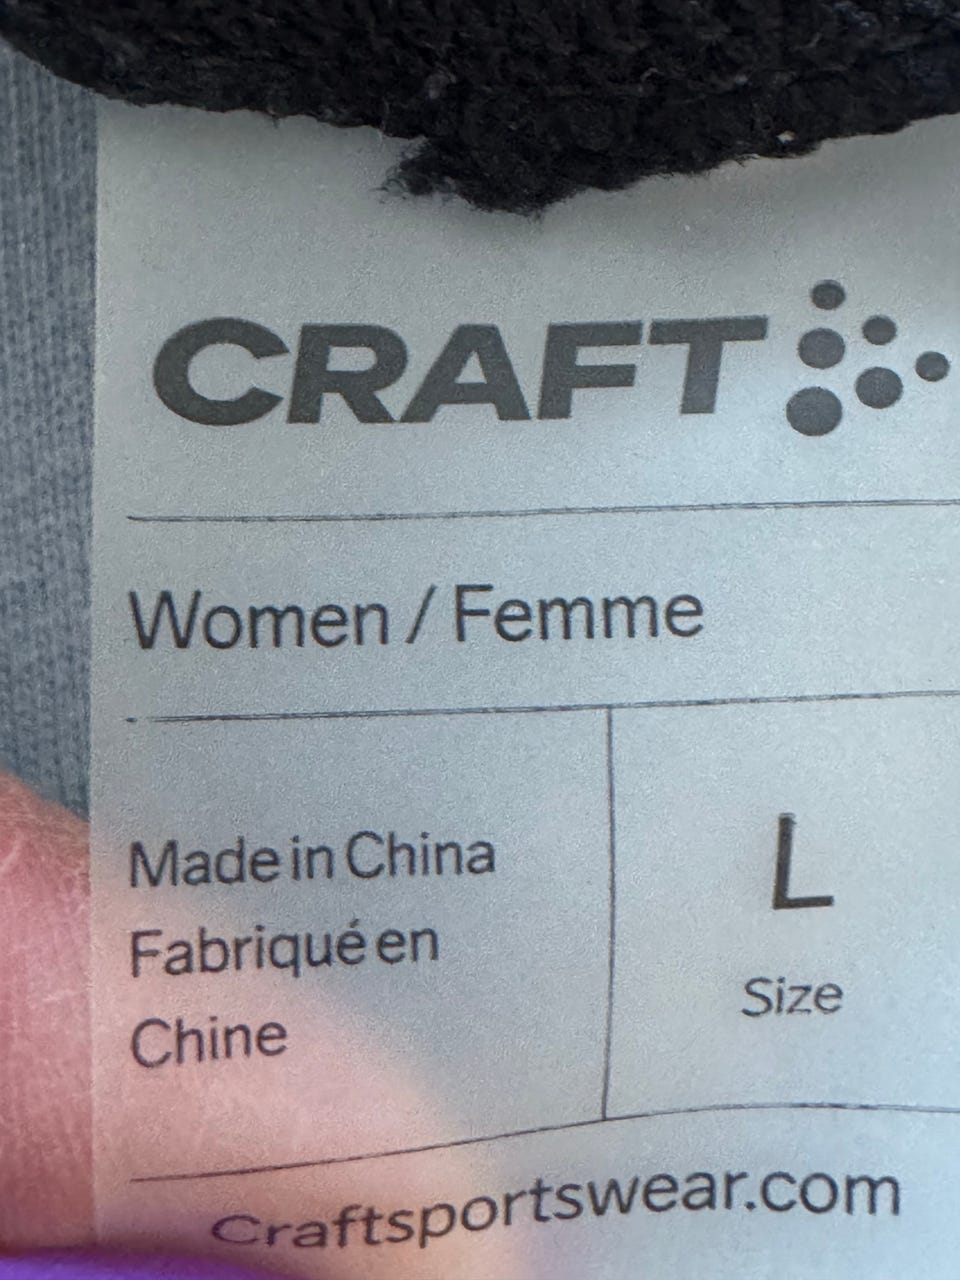 CRAFT
Women / Femme
Made in China
Fabriqué en
Chine
L
Size
Craftsportswear.com